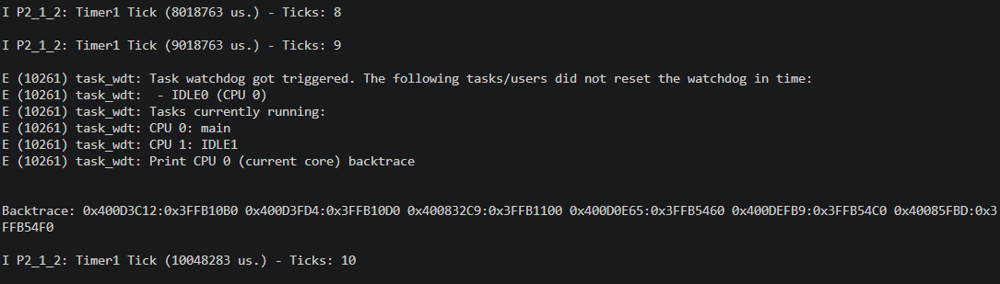 I P2_1_2: Timer1 Tick (8018763 us.) - Ticks: 8
I P2_1_2: Timer1 Tick (9018763 us.) - Ticks: 9
E (10261) task_wdt: Task watchdog got triggered. The following tasks/users did not reset the watchdog in time:
E (10261) task_wdt:  - IDLE0 (CPU 0)
E (10261) task_wdt: Tasks currently running:
E (10261) task_wdt: CPU 0: main
E (10261) task_wdt: CPU 1: IDLE1
E (10261) task_wdt: Print CPU 0 (current core) backtrace
Backtrace: 0x400D3C12:0x3FFB10B0 0x400D3FD4:0x3FFB10D0 0x400832C9:0x3FFB1100 0x400D0E65:0x3FFB5460 0x400DEFB9:0x3FFB54C0 0x40085FBD:0x3
FFB54F0
I P2_1_2: Timer1 Tick (10048283 us.) - Ticks: 10